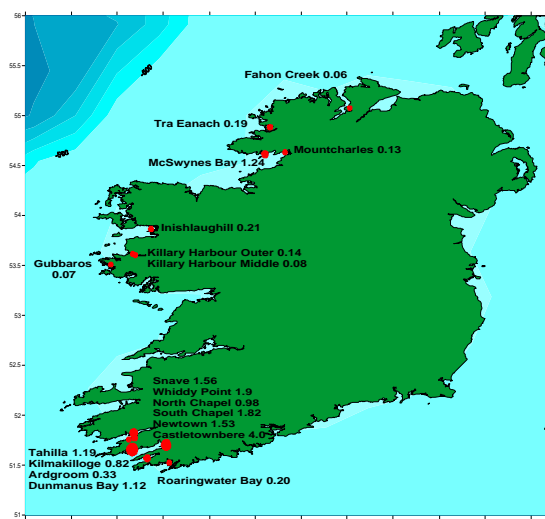 56
55.5
55
54.5
54
53.5
53
52.5
52
51.5
51
Fahon Creek 0.06
Tra Eanach 0.19
Mountcharles 0.13
McSwynes Bay 1.24
Inishlaughill 0.21
Killary Harbour Outer 0.14
Killary Harbour Middle 0.08
Gubbaros
0.07
Snave 1.56
Whiddy Point 1.9
North Chapel 0.98
South Chapel 1.82
Newtown 1.53
Castletownbere 4.0
Tahilla 1.19
Kilmakilloge 0.82
Ardgroom 0.33
Dunmanus Bay 1.12
Roaringwater Bay 0.20